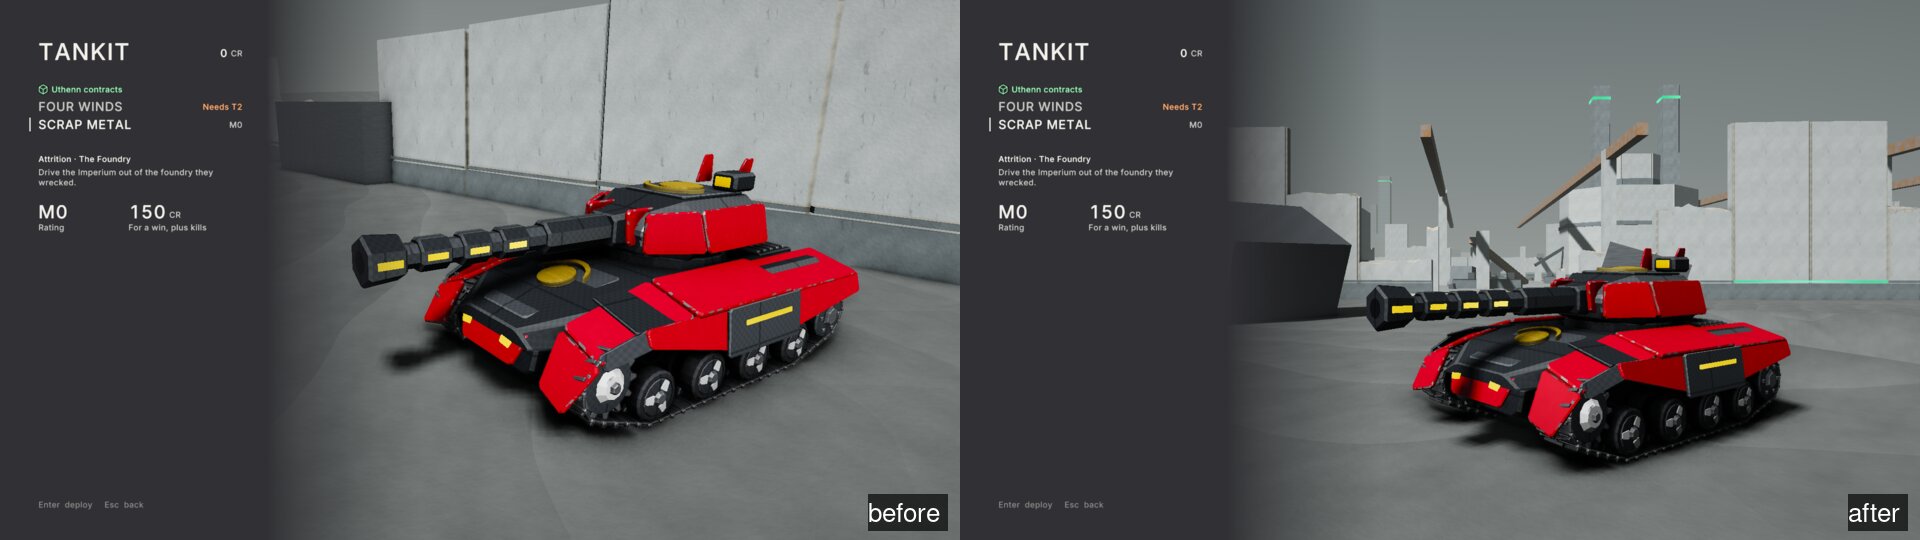 TANKIT 0 CR
Uthenn contracts
FOUR WINDS Needs T2
SCRAP METAL M0
Attrition · The Foundry
Drive the Imperium out of the foundry they
wrecked.
M0 150 CR
Rating For a win, plus kills
Enter deploy Esc back
before
TANKIT 0 CR
Uthenn contracts
FOUR WINDS Needs T2
SCRAP METAL M0
Attrition · The Foundry
Drive the Imperium out of the foundry they
wrecked.
M0 150 CR
Rating For a win, plus kills
Enter deploy Esc back
after